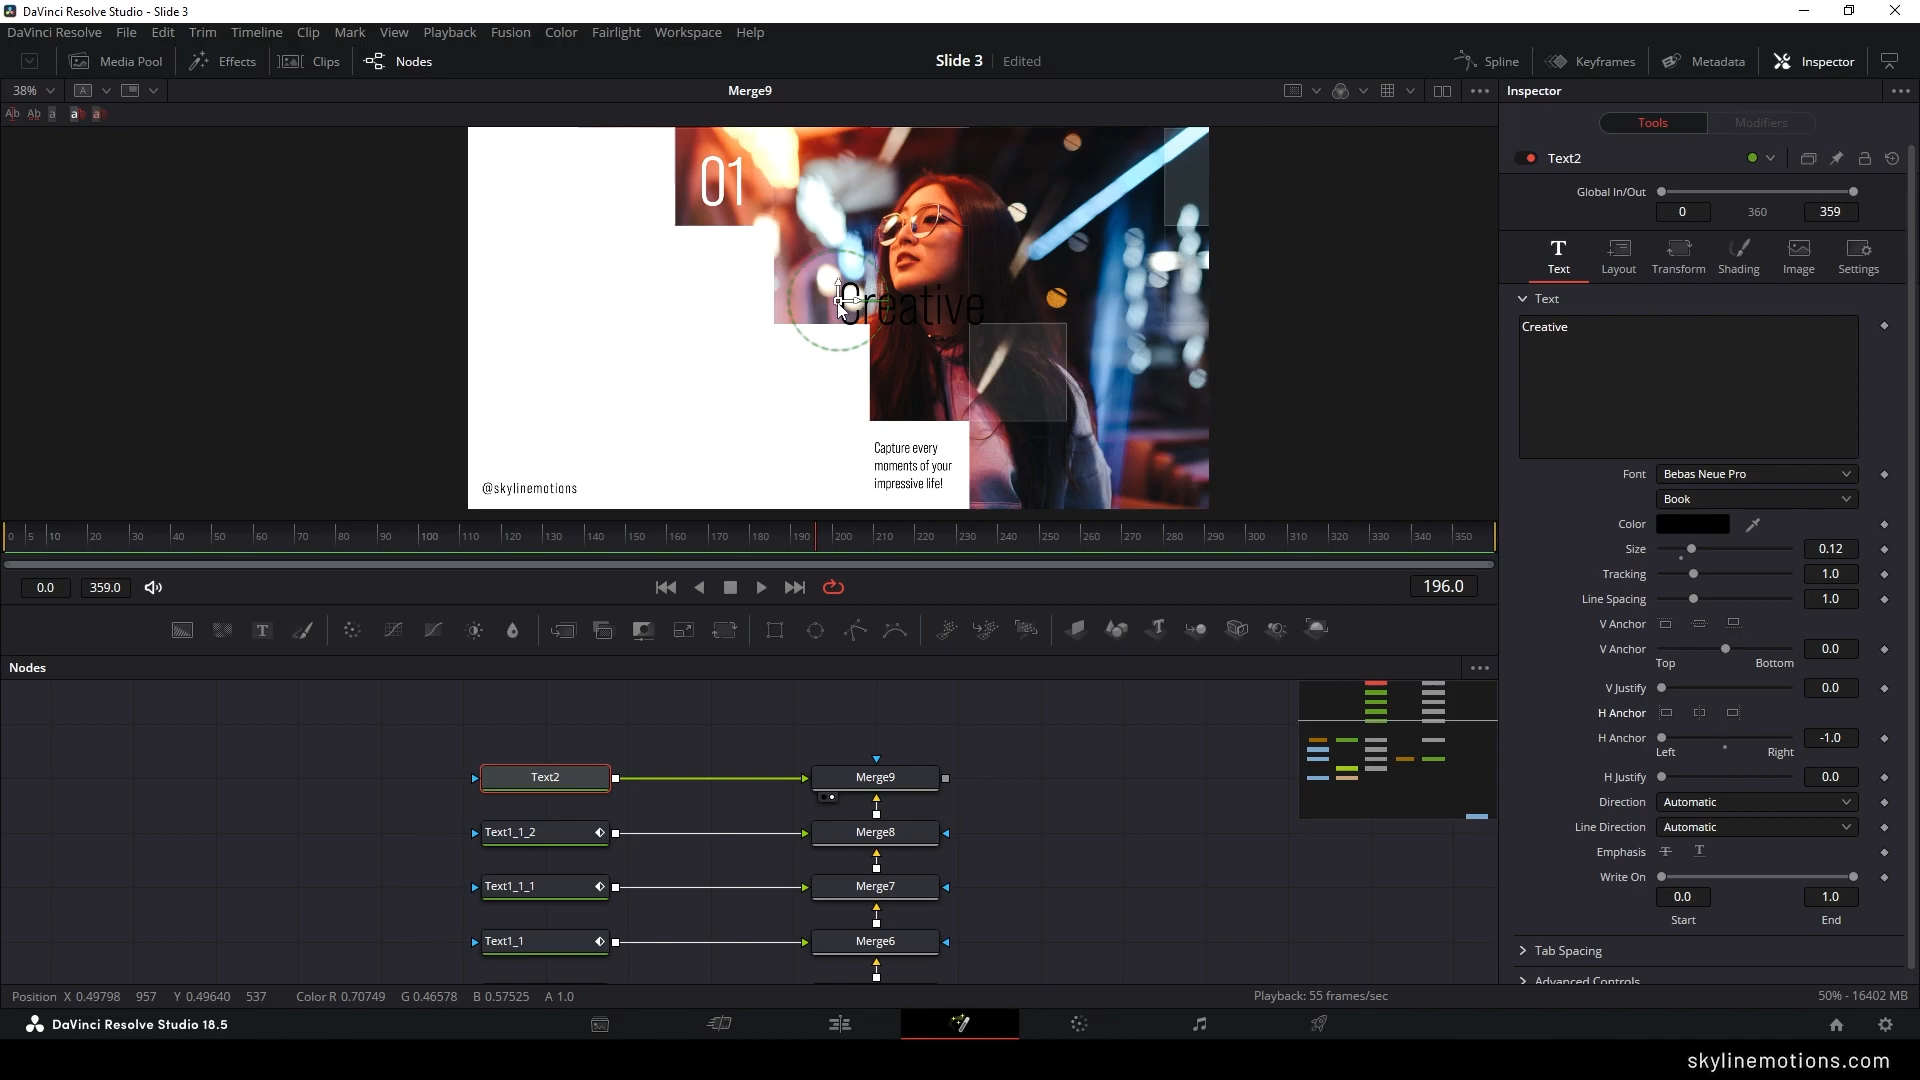 DaVinci Resolve Studio - Slide 3
DaVinci Resolve File Edit Trim Timeline Clip Mark View Playback Fusion Color Fairlight Workspace Help
Media Pool Effects Clips Nodes Slide 3 Edited Spline Keyframes Metadata Inspector
38% A Merge9 Inspector
Tools Modifiers
Text2
Global In/Out
0 360 359
Text Layout Transform Shading Image Settings
Text
Creative
01
Creative
Capture every
moments of your
impressive life!
@skylinemotions
Font Bebas Neue Pro
Book
Color
Size 0.12
Tracking 1.0
Line Spacing 1.0
V Anchor
V Anchor 0.0
Top Bottom
V Justify 0.0
H Anchor
H Anchor -1.0
Left Right
H Justify 0.0
Direction Automatic
Line Direction Automatic
Emphasis
Write On
0.0 1.0
Start End
Tab Spacing
Advanced Controls
0 5 10 20 30 40 50 60 70 80 90 100 110 120 130 140 150 160 170 180 190 200 210 220 230 240 250 260 270 280 290 300 310 320 330 340 350
0.0 359.0 196.0
Nodes
Text2 Merge9
Text1_1_2 Merge8
Text1_1_1 Merge7
Text1_1 Merge6
Position X 0.49798 957 Y 0.49640 537 Color R 0.70749 G 0.46578 B 0.57525 A 1.0 Playback: 55 frames/sec 50% - 16402 MB
DaVinci Resolve Studio 18.5
skylinemotions.com